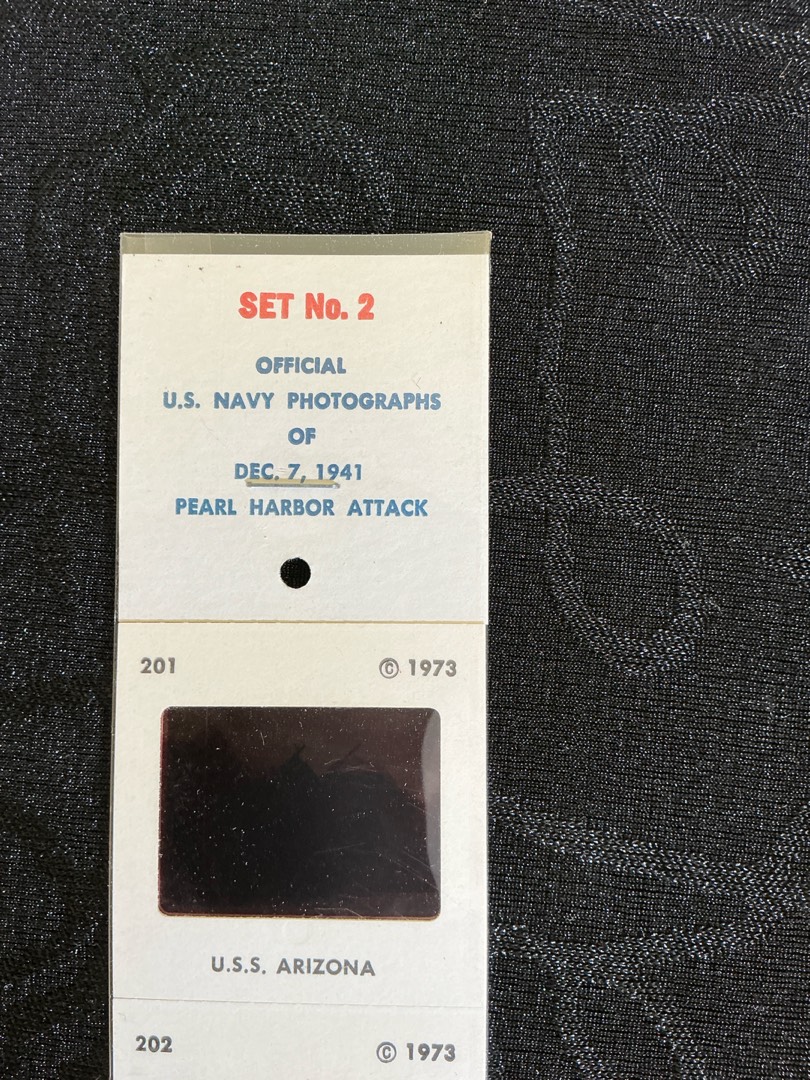 SET No. 2
OFFICIAL
U.S. NAVY PHOTOGRAPHS
OF
DEC. 7, 1941
PEARL HARBOR ATTACK
201 © 1973
U.S.S. ARIZONA
202 © 1973